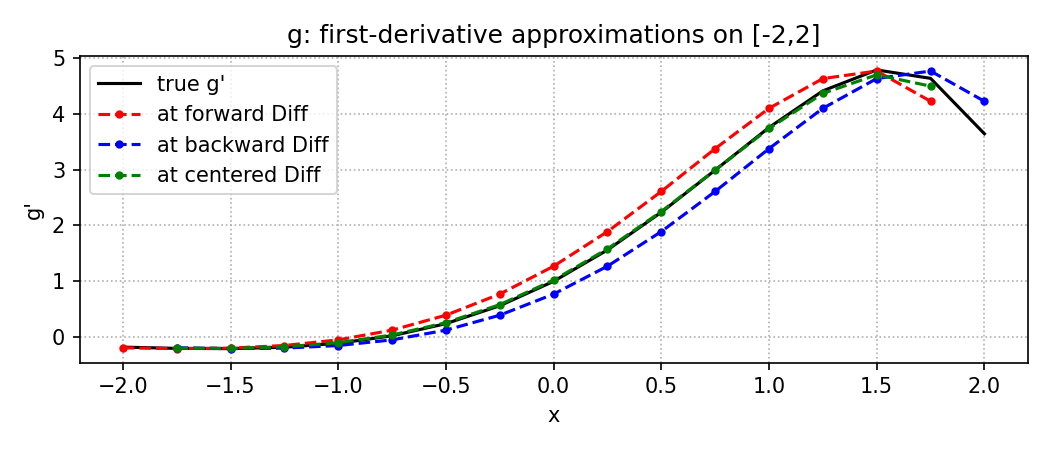 g: first-derivative approximations on [-2,2]
true g'
at forward Diff
at backward Diff
at centered Diff
g'
5
4
3
2
1
0
−2.0 −1.5 −1.0 −0.5 0.0 0.5 1.0 1.5 2.0
x